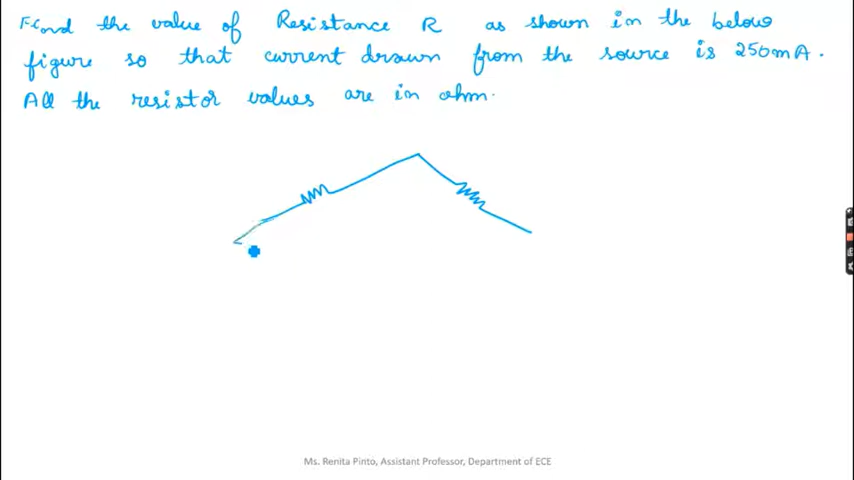 Find the value of Resistance R as shown in the below
figure so that current drawn from the source is 250mA.
All the resistor values are in ohm.
Ms. Renita Pinto, Assistant Professor, Department of ECE